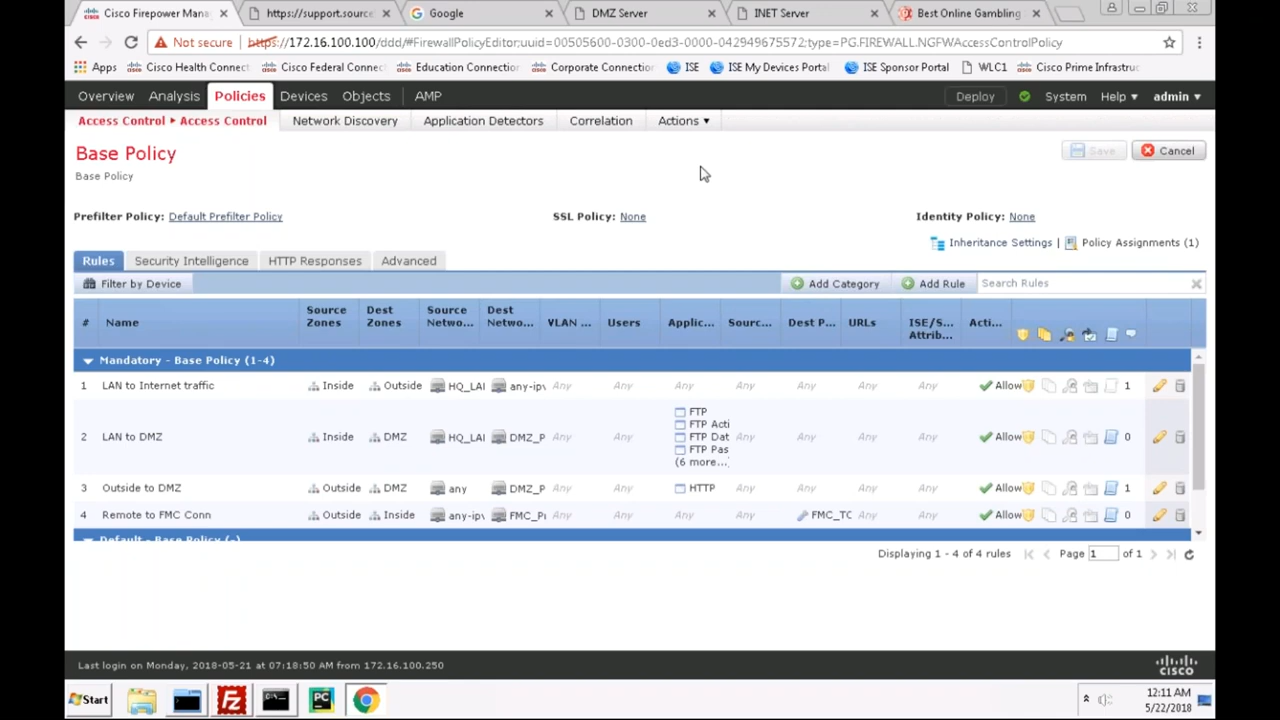 Cisco Firepower Mana
https://support.source
Google
DMZ Server
INET Server
Best Online Gambling
Not secure https://172.16.100.100/ddd/#FirewallPolicyEditor;uuid=00505600-0300-0ed3-0000-042949675572;type=PG.FIREWALL.NGFWAccessControlPolicy
Apps Cisco Health Connec Cisco Federal Connec Education Connectio Corporate Connection ISE ISE My Devices Portal ISE Sponsor Portal WLC1 Cisco Prime Infrastruc
Overview Analysis Policies Devices Objects AMP Deploy System Help admin
Access Control Access Control Network Discovery Application Detectors Correlation Actions
Base Policy Save Cancel
Base Policy
Prefilter Policy: Default Prefilter Policy SSL Policy: None Identity Policy: None
Inheritance Settings | Policy Assignments (1)
Rules Security Intelligence HTTP Responses Advanced
Filter by Device Add Category Add Rule Search Rules
# Name Source Zones Dest Zones Source Netwo... Dest Netwo... VLAN ... Users Applic... Sourc... Dest P... URLs ISE/S... Attrib... Acti...
Mandatory - Base Policy (1-4)
1 LAN to Internet traffic Inside Outside HQ_LAI any-ipv Any Any Any Any Any Any Any Allow 1
2 LAN to DMZ Inside DMZ HQ_LAI DMZ_P Any Any FTP FTP Acti FTP Dat FTP Pas (6 more... Any Any Any Any Allow 0
3 Outside to DMZ Outside DMZ any DMZ_P Any Any HTTP Any Any Any Any Allow 1
4 Remote to FMC Conn Outside Inside any-ipv FMC_Pi Any Any Any Any FMC_TC Any Any Allow 0
Default - Base Policy (-)
Displaying 1 - 4 of 4 rules Page 1 of 1
Last login on Monday, 2018-05-21 at 07:18:50 AM from 172.16.100.250
CISCO
Start
12:11 AM
5/22/2018